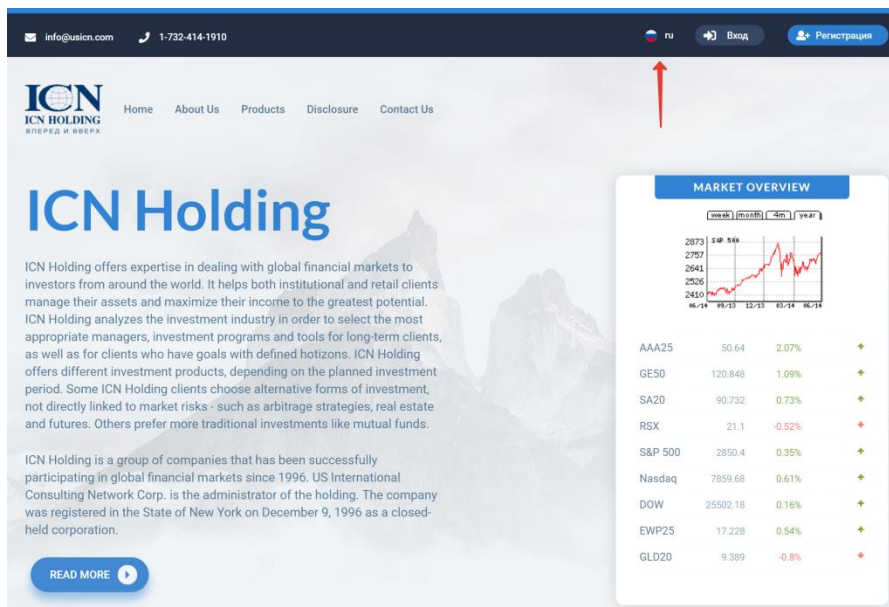 info@usicn.com 1-732-414-1910 ru Вход Регистрация
ICN
ICN HOLDING
ВПЕРЕД И ВВЕРХ
Home About Us Products Disclosure Contact Us
ICN Holding
ICN Holding offers expertise in dealing with global financial markets to
investors from around the world. It helps both institutional and retail clients
manage their assets and maximize their income to the greatest potential.
ICN Holding analyzes the investment industry in order to select the most
appropriate managers, investment programs and tools for long-term clients,
as well as for clients who have goals with defined hotizons. ICN Holding
offers different investment products, depending on the planned investment
period. Some ICN Holding clients choose alternative forms of investment,
not directly linked to market risks - such as arbitrage strategies, real estate
and futures. Others prefer more traditional investments like mutual funds.
ICN Holding is a group of companies that has been successfully
participating in global financial markets since 1996. US International
Consulting Network Corp. is the administrator of the holding. The company
was registered in the State of New York on December 9, 1996 as a closed-
held corporation.
READ MORE
MARKET OVERVIEW
week month 4m year
S&P 500
2873
2757
2641
2526
2410
06/14 09/13 12/13 03/14 06/14
AAA25 50.64 2.07%
GE50 120.848 1.09%
SA20 90.732 0.73%
RSX 21.1 -0.52%
S&P 500 2850.4 0.35%
Nasdaq 7859.68 0.61%
DOW 25502.18 0.16%
EWP25 17.228 0.54%
GLD20 9.389 -0.8%